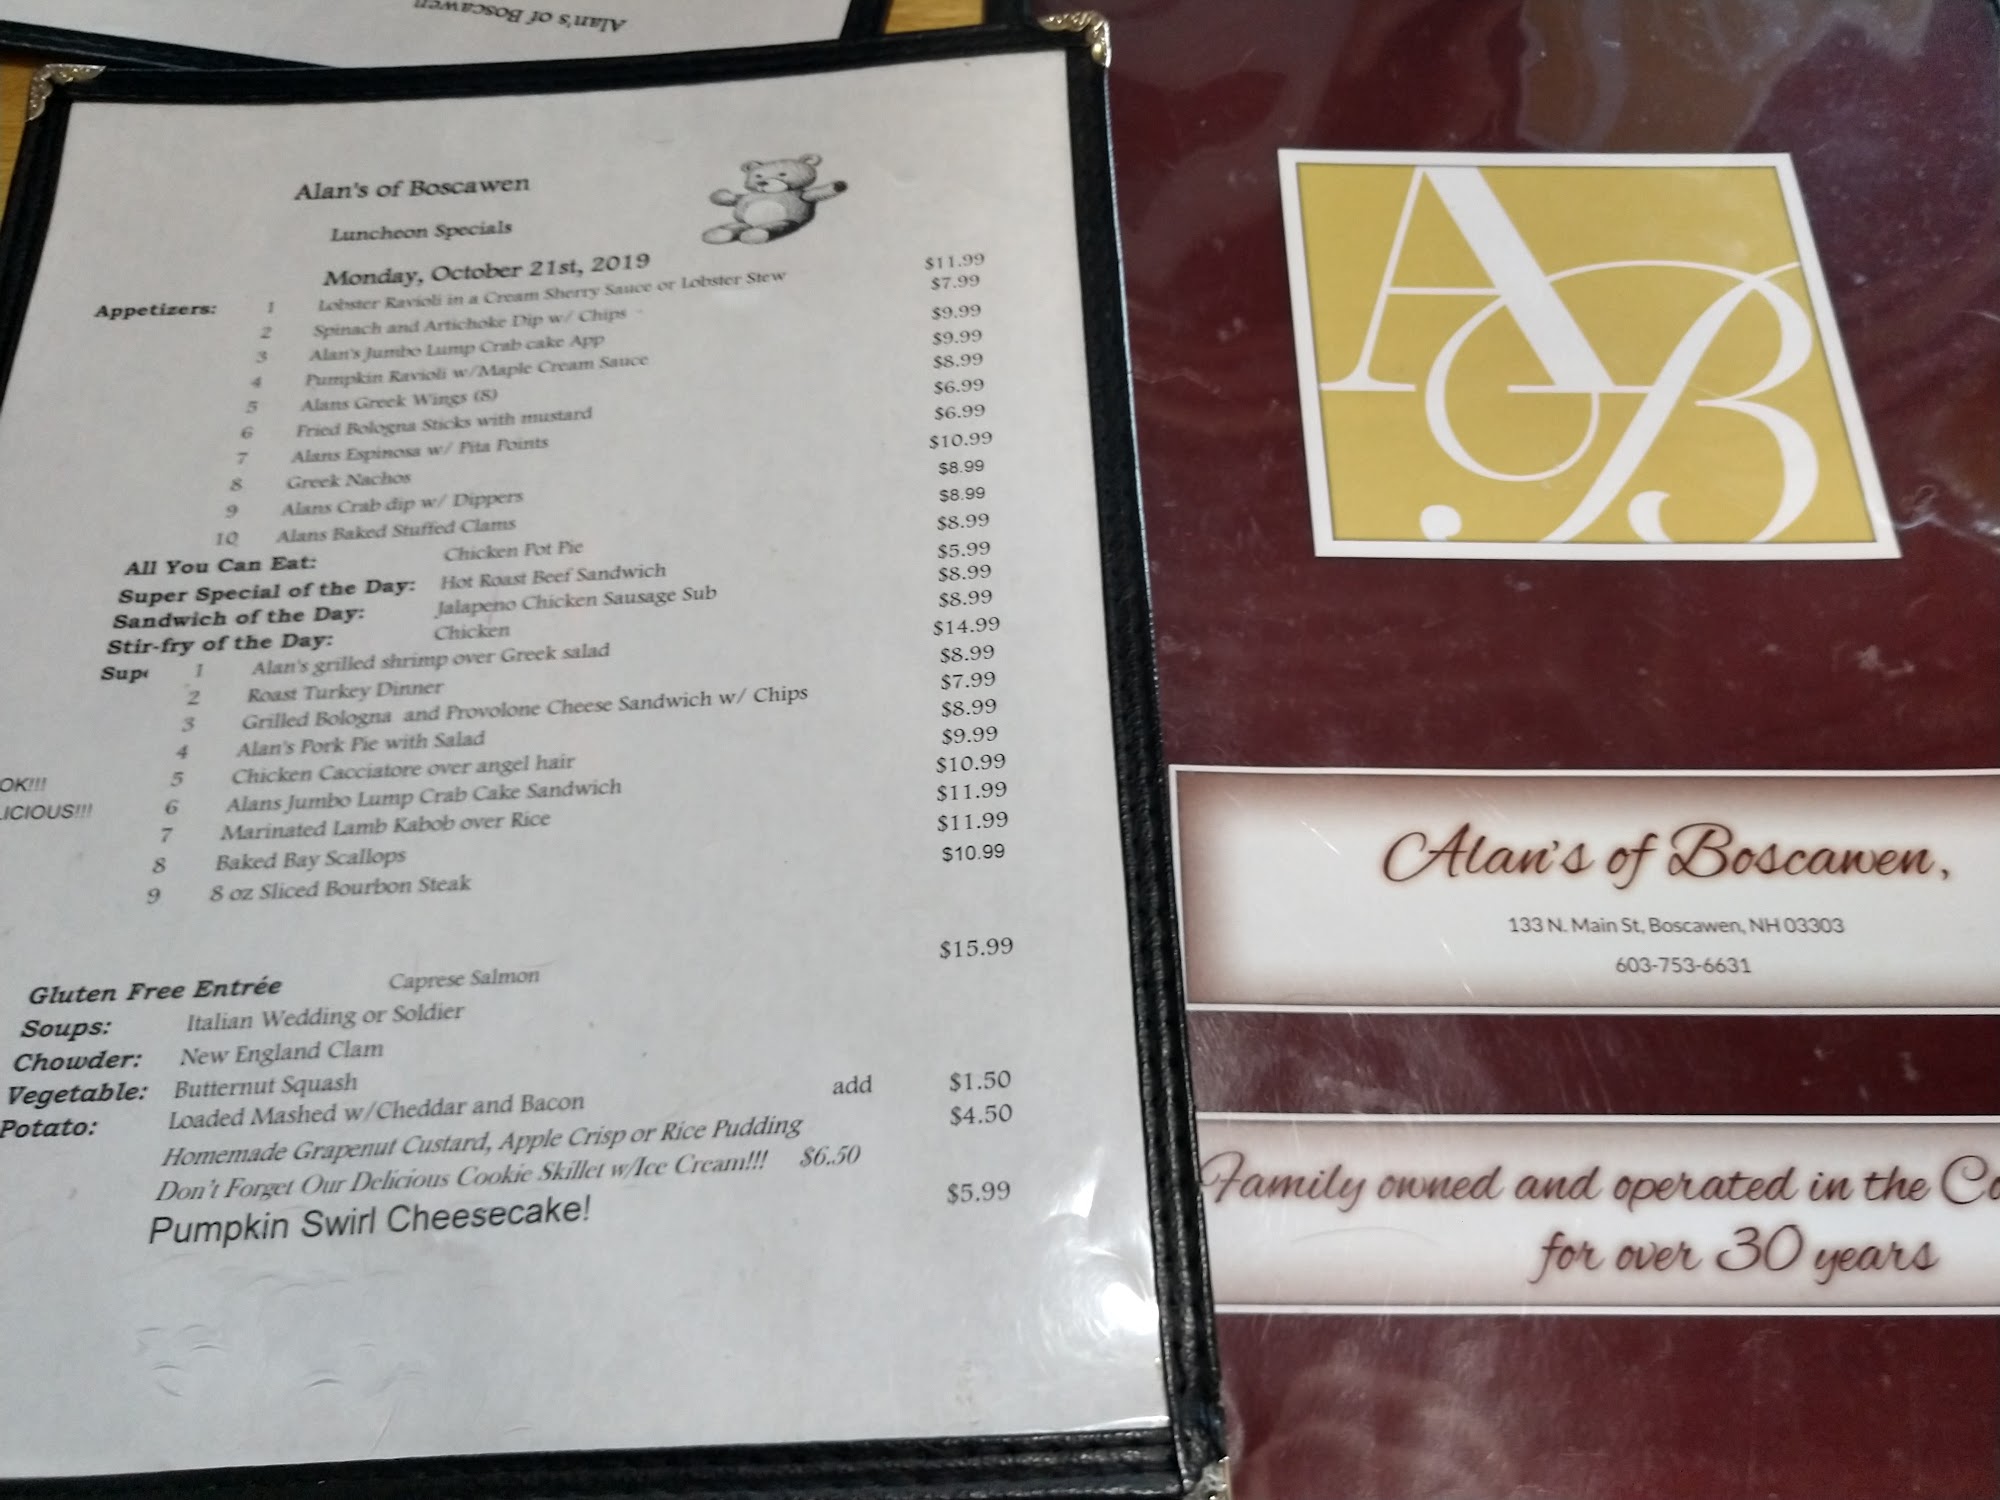 Alan's of Boscawen
Alan's of Boscawen
Luncheon Specials
Monday, October 21st, 2019
Appetizers: 1 Lobster Ravioli in a Cream Sherry Sauce or Lobster Stew $11.99
2 Spinach and Artichoke Dip w/ Chips $7.99
3 Alan's Jumbo Lump Crab cake App $9.99
4 Pumpkin Ravioli w/Maple Cream Sauce $9.99
5 Alans Greek Wings (8) $8.99
6 Fried Bologna Sticks with mustard $6.99
7 Alans Espinosa w/ Pita Points $6.99
8 Greek Nachos $10.99
9 Alans Crab dip w/ Dippers $8.99
10 Alans Baked Stuffed Clams $8.99
All You Can Eat: Chicken Pot Pie $8.99
Super Special of the Day: Hot Roast Beef Sandwich $5.99
Sandwich of the Day: Jalapeno Chicken Sausage Sub $8.99
Stir-fry of the Day: Chicken $8.99
1 Alan's grilled shrimp over Greek salad $14.99
2 Roast Turkey Dinner $8.99
3 Grilled Bologna and Provolone Cheese Sandwich w/ Chips $7.99
4 Alan's Pork Pie with Salad $8.99
OK!!! 5 Chicken Cacciatore over angel hair $9.99
LICIOUS!!! 6 Alans Jumbo Lump Crab Cake Sandwich $10.99
7 Marinated Lamb Kabob over Rice $11.99
8 Baked Bay Scallops $11.99
9 8 oz Sliced Bourbon Steak $10.99
Gluten Free Entrée Caprese Salmon $15.99
Soups: Italian Wedding or Soldier
Chowder: New England Clam
Vegetable: Butternut Squash
Potato: Loaded Mashed w/Cheddar and Bacon add $1.50
Homemade Grapenut Custard, Apple Crisp or Rice Pudding $4.50
Don't Forget Our Delicious Cookie Skillet w/Ice Cream!!! $6.50
Pumpkin Swirl Cheesecake! $5.99
AB
Alan's of Boscawen,
133 N. Main St, Boscawen, NH 03303
603-753-6631
Family owned and operated in the Co
for over 30 years